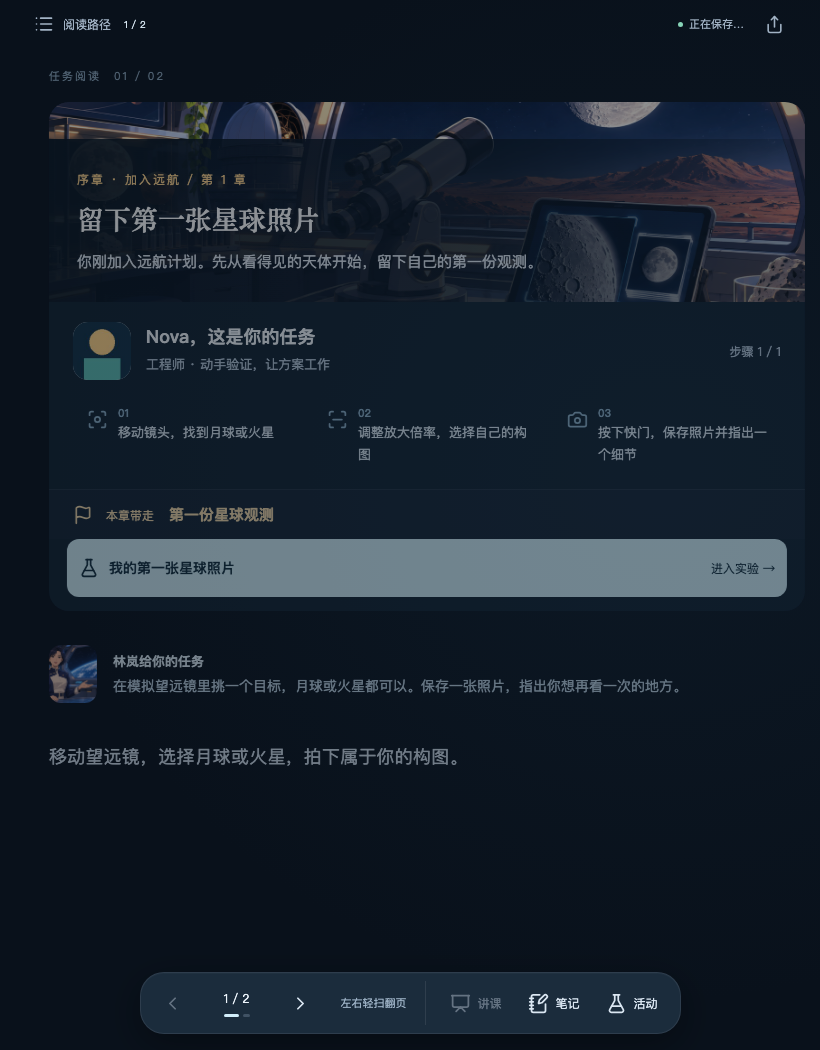 阅读路径 1 / 2
正在保存…
任务阅读 01 / 02
序章 · 加入远航 / 第 1 章
留下第一张星球照片
你刚加入远航计划。先从看得见的天体开始，留下自己的第一份观测。
Nova，这是你的任务
工程师 · 动手验证，让方案工作
步骤 1 / 1
01
移动镜头，找到月球或火星
02
调整放大倍率，选择自己的构
图
03
按下快门，保存照片并指出一
个细节
本章带走 第一份星球观测
我的第一张星球照片
进入实验 →
林岚给你的任务
在模拟望远镜里挑一个目标，月球或火星都可以。保存一张照片，指出你想再看一次的地方。
移动望远镜，选择月球或火星，拍下属于你的构图。
1 / 2
左右轻扫翻页
讲课
笔记
活动